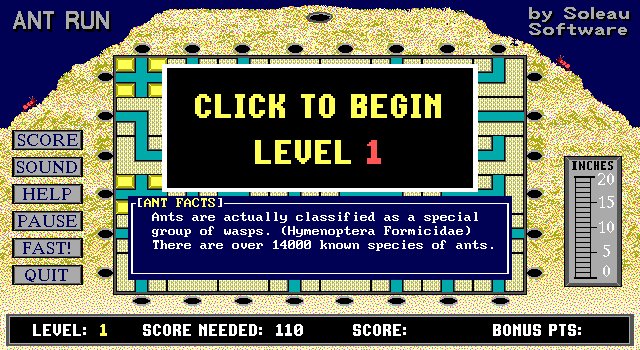 ANT RUN
by Soleau
Software
CLICK TO BEGIN
LEVEL 1
SCORE
SOUND
HELP
PAUSE
FAST!
QUIT
[ANT FACTS]
Ants are actually classified as a special
group of wasps. (Hymenoptera Formicidae)
There are over 14000 known species of ants.
INCHES
20
15
10
5
0
LEVEL: 1 SCORE NEEDED: 110 SCORE: BONUS PTS: